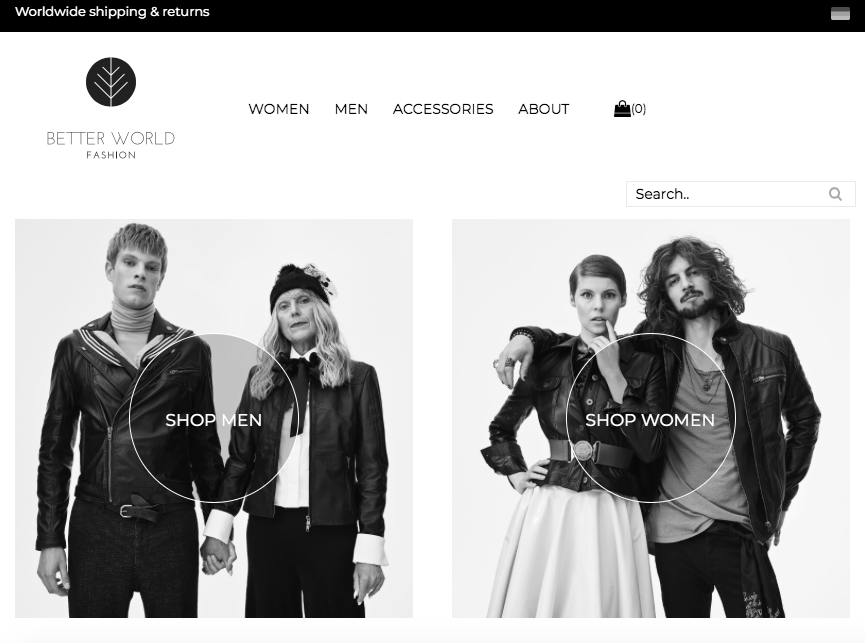 Worldwide shipping & returns
BETTER WORLD
FASHION
WOMEN MEN ACCESSORIES ABOUT (0)
Search..
SHOP MEN
SHOP WOMEN